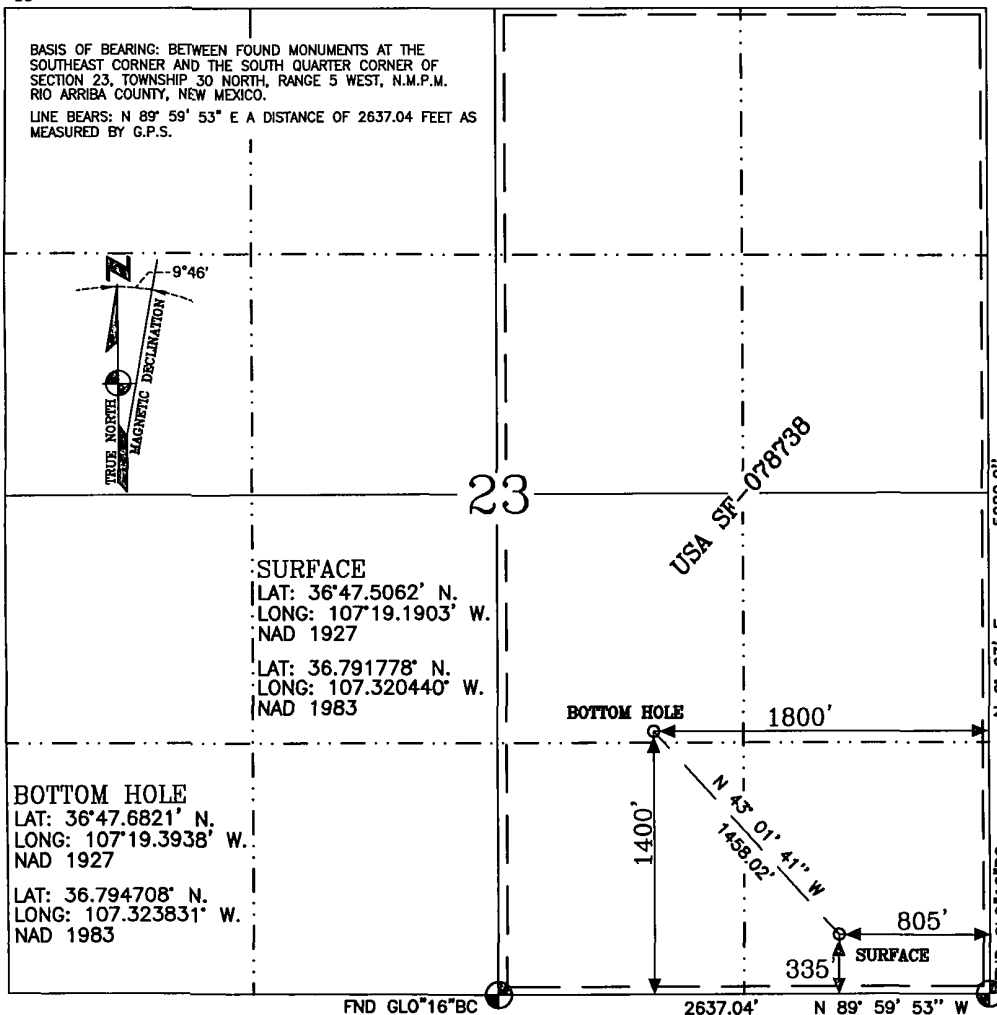 BASIS OF BEARING: BETWEEN FOUND MONUMENTS AT THE
SOUTHEAST CORNER AND THE SOUTH QUARTER CORNER OF
SECTION 23, TOWNSHIP 30 NORTH, RANGE 5 WEST, N.M.P.M.
RIO ARRIBA COUNTY, NEW MEXICO.
LINE BEARS: N 89° 59' 53" E A DISTANCE OF 2637.04 FEET AS
MEASURED BY G.P.S.
N
9°46'
TRUE NORTH
MAGNETIC DECLINATION
23
USA SF-078738
SURFACE
LAT: 36°47.5062' N.
LONG: 107°19.1903' W.
NAD 1927
LAT: 36.791778° N.
LONG: 107.320440° W.
NAD 1983
BOTTOM HOLE
1800'
BOTTOM HOLE
LAT: 36°47.6821' N.
LONG: 107°19.3938' W.
NAD 1927
LAT: 36.794708° N.
LONG: 107.323831° W.
NAD 1983
1400'
N 43° 01' 41" W
1458.02'
805'
SURFACE
335'
FND GLO"16"BC
2637.04' N 89° 59' 53" W